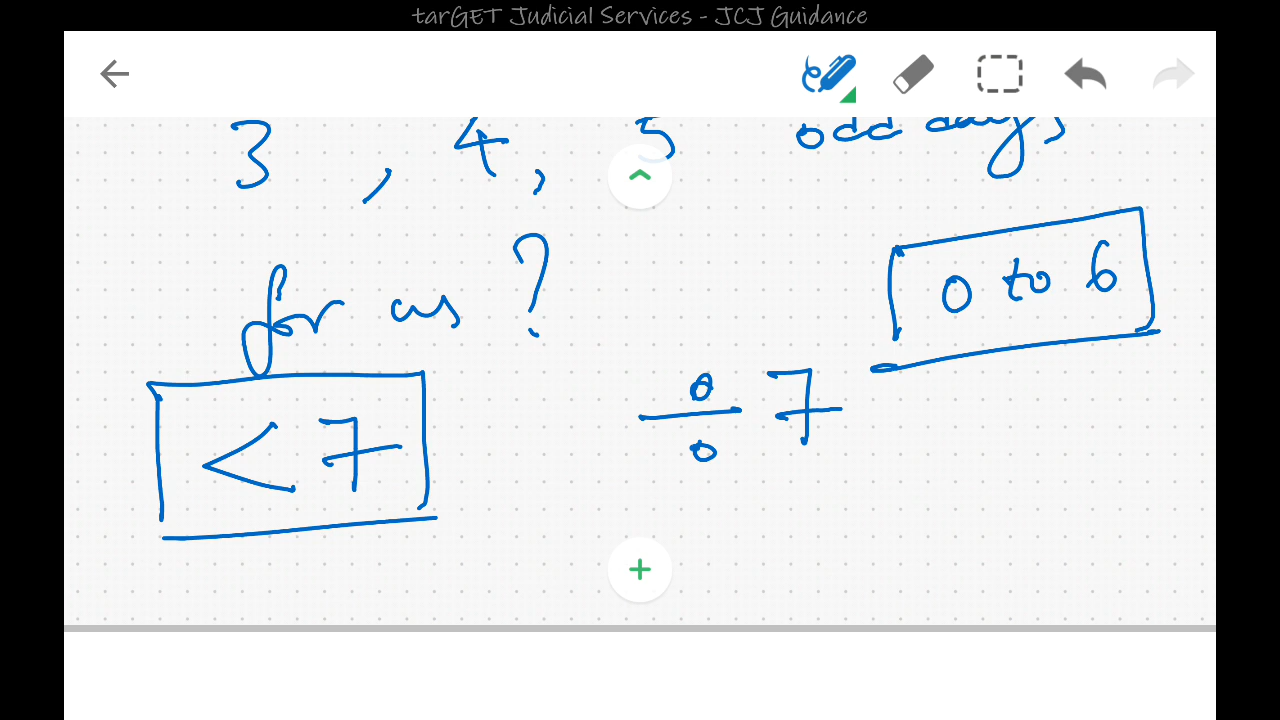 tarGET Judicial Services - JCJ Guidance
3 , 4, 5 odd days
for us ?
0 to 6
< 7
÷ 7